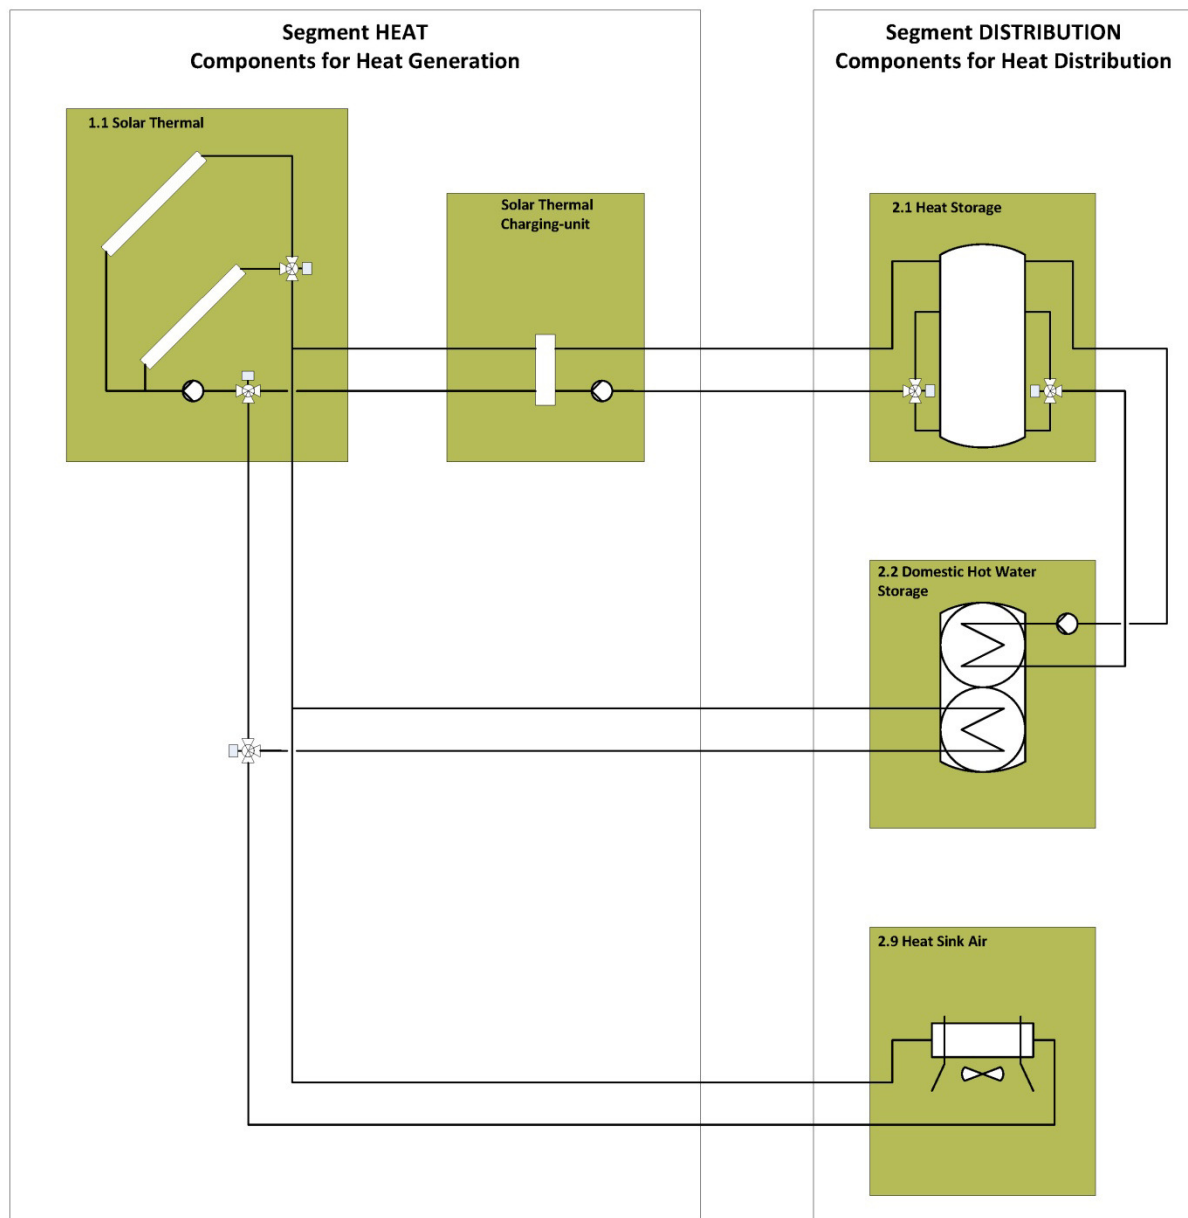 Segment HEAT
Components for Heat Generation
Segment DISTRIBUTION
Components for Heat Distribution
1.1 Solar Thermal
Solar Thermal
Charging-unit
2.1 Heat Storage
2.2 Domestic Hot Water
Storage
2.9 Heat Sink Air